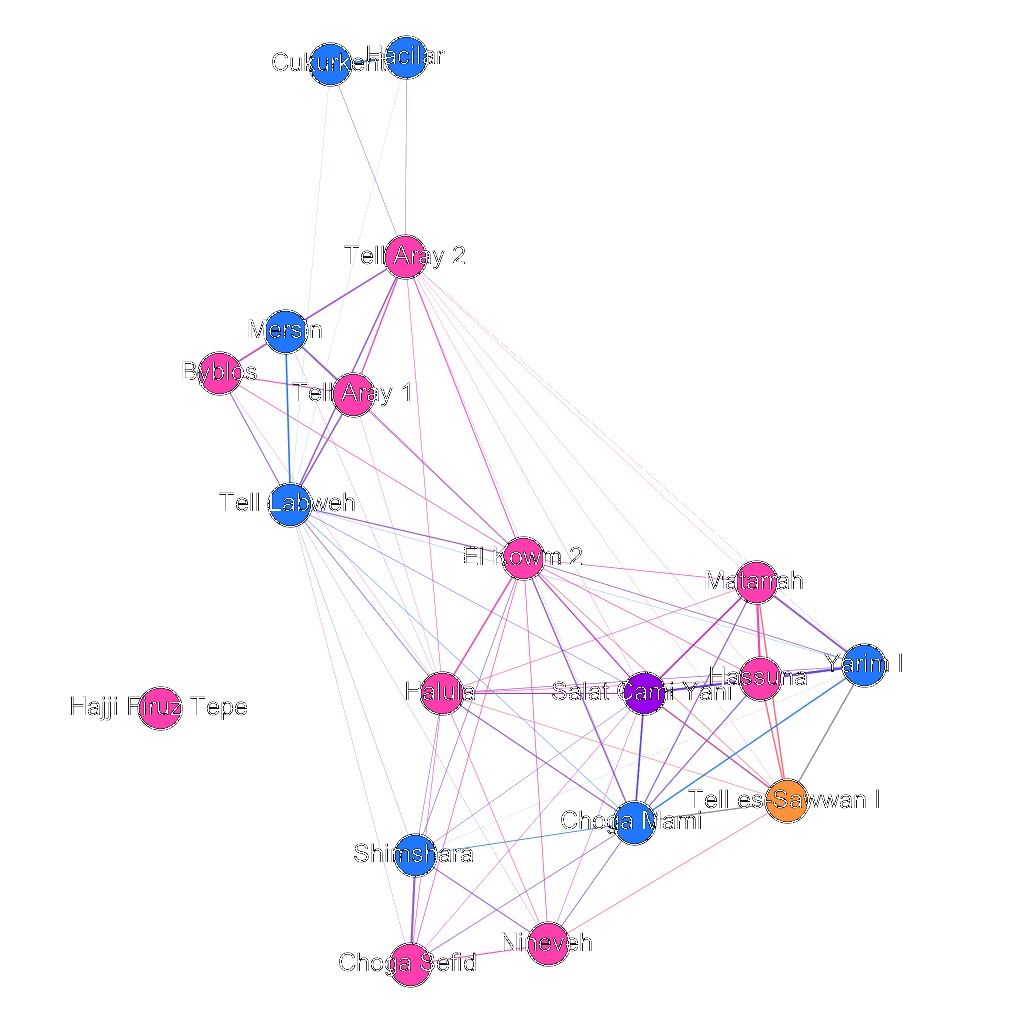 Cukurkent
Hacilar
Tell Aray 2
Mersin
Byblos
Tell Aray 1
Tell Labweh
El Kowm 2
Matarrah
Yarim I
Hassuna
Halula
Salat Cami Yani
Hajji Firuz Tepe
Tell es-Sawwan I
Choga Mami
Shimshara
Nineveh
Choga Sefid